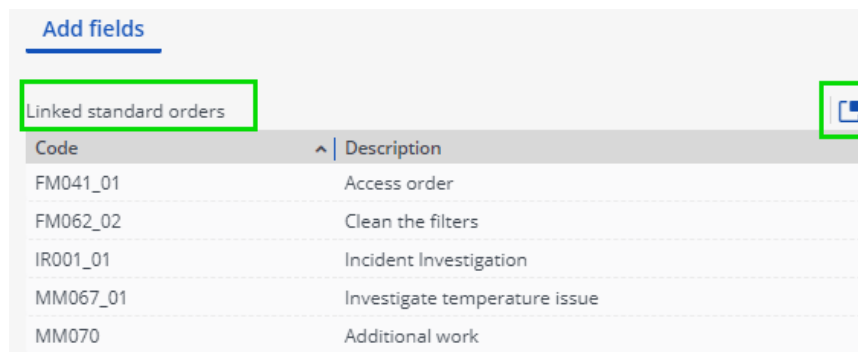 Add fields
Linked standard orders
Code Description
FM041_01 Access order
FM062_02 Clean the filters
IR001_01 Incident Investigation
MM067_01 Investigate temperature issue
MM070 Additional work